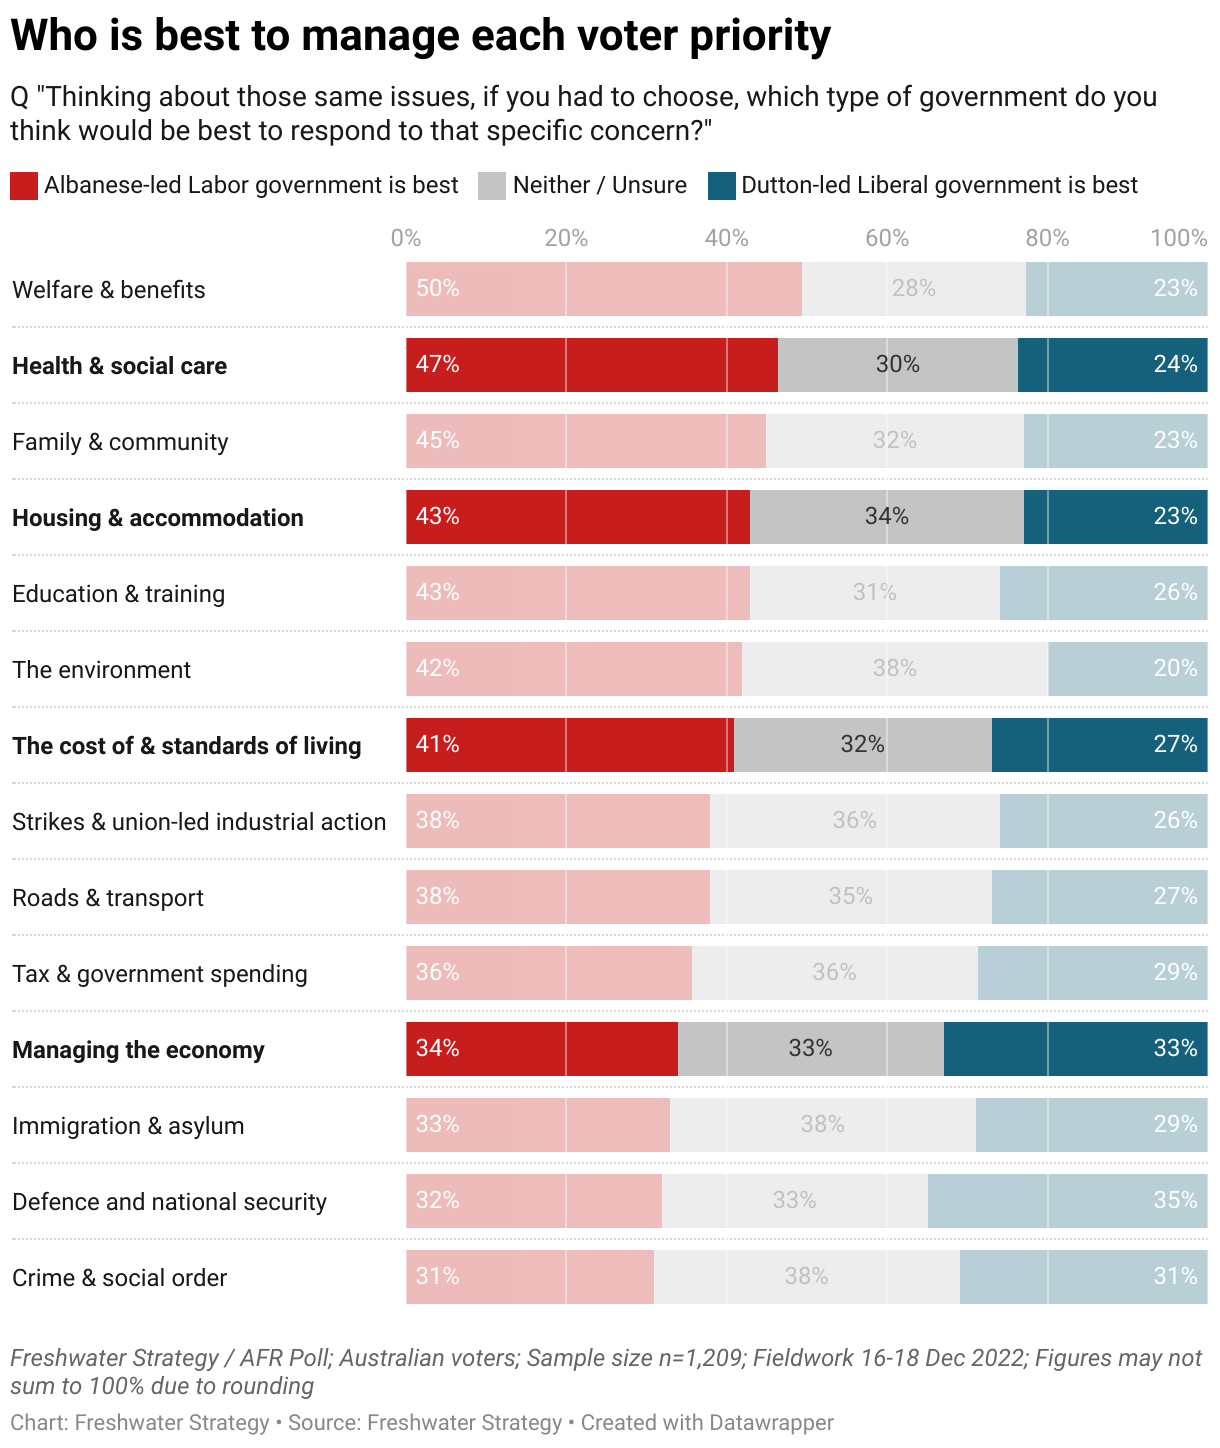 Who is best to manage each voter priority
Q "Thinking about those same issues, if you had to choose, which type of government do you
think would be best to respond to that specific concern?"
Albanese-led Labor government is best Neither / Unsure Dutton-led Liberal government is best
0% 20% 40% 60% 80% 100%
Welfare & benefits 50% 28% 23%
Health & social care 47% 30% 24%
Family & community 45% 32% 23%
Housing & accommodation 43% 34% 23%
Education & training 43% 31% 26%
The environment 42% 38% 20%
The cost of & standards of living 41% 32% 27%
Strikes & union-led industrial action 38% 36% 26%
Roads & transport 38% 35% 27%
Tax & government spending 36% 36% 29%
Managing the economy 34% 33% 33%
Immigration & asylum 33% 38% 29%
Defence and national security 32% 33% 35%
Crime & social order 31% 38% 31%
Freshwater Strategy / AFR Poll; Australian voters; Sample size n=1,209; Fieldwork 16-18 Dec 2022; Figures may not
sum to 100% due to rounding
Chart: Freshwater Strategy • Source: Freshwater Strategy • Created with Datawrapper